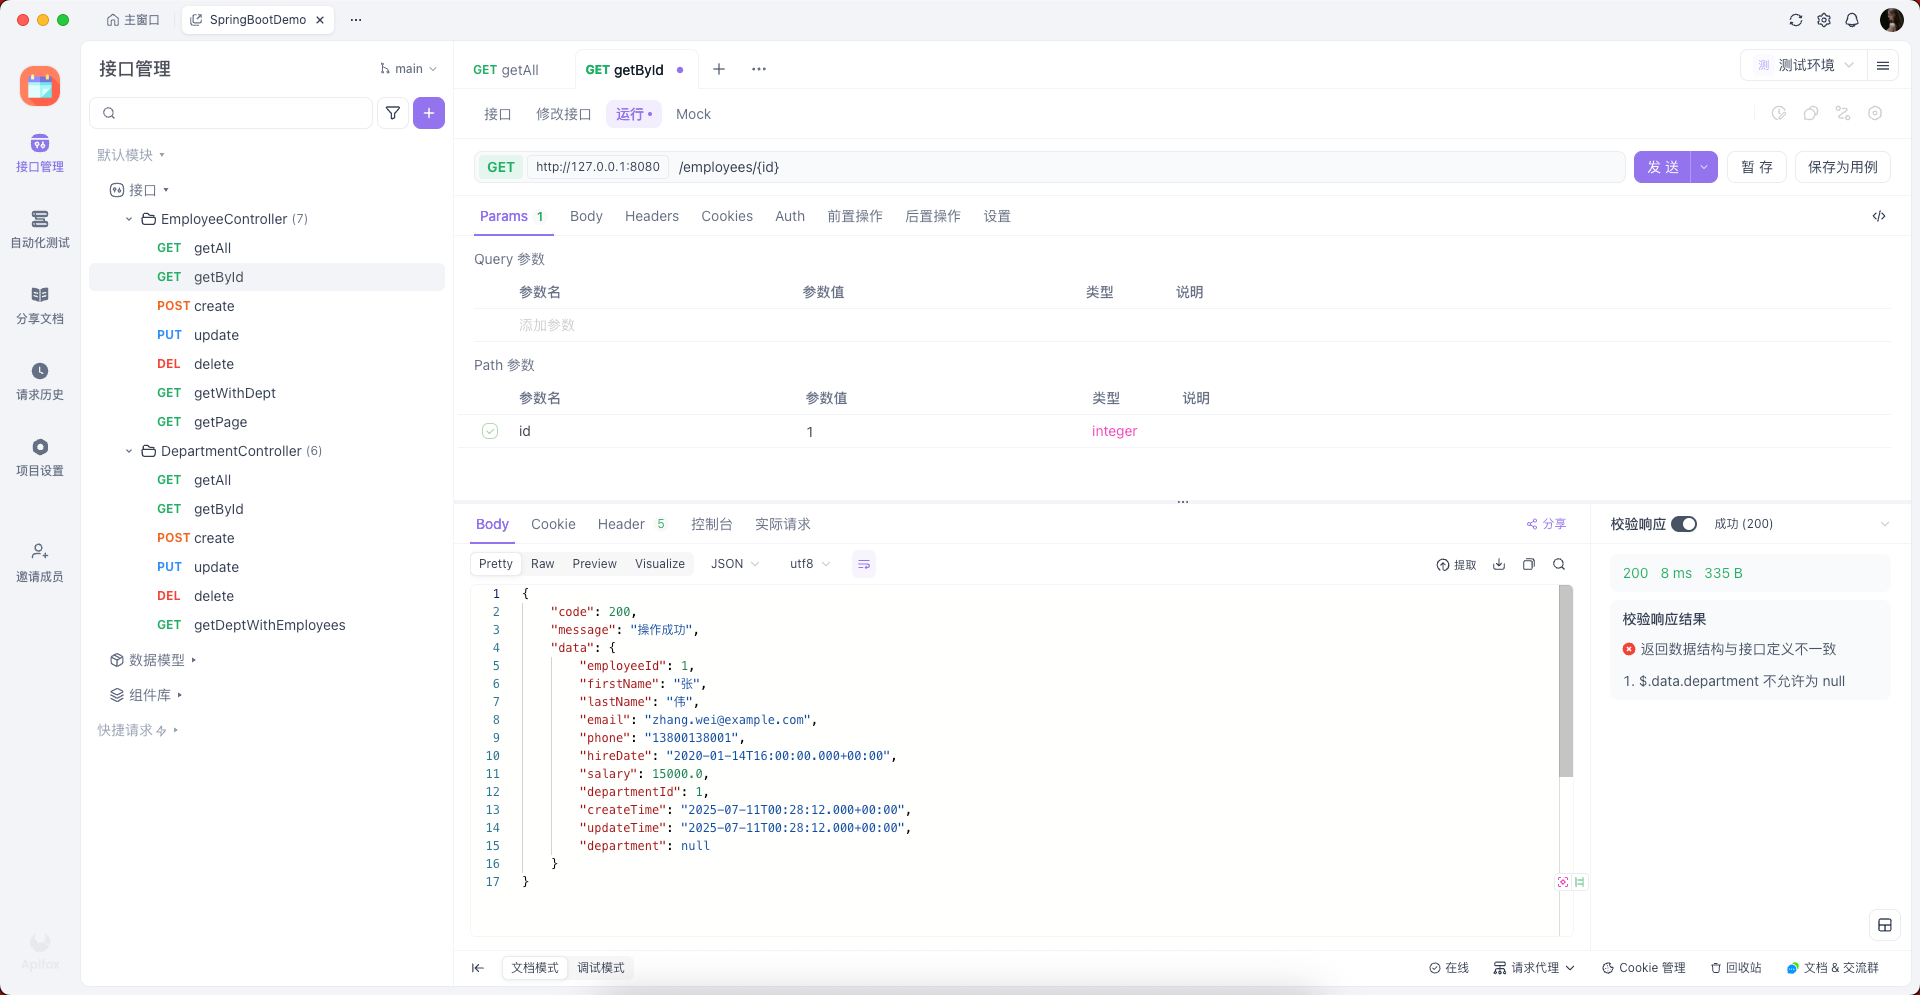 主窗口
SpringBootDemo
接口管理
main
默认模块
接口
EmployeeController (7)
GET getAll
GET getById
POST create
PUT update
DEL delete
GET getWithDept
GET getPage
DepartmentController (6)
GET getAll
GET getById
POST create
PUT update
DEL delete
GET getDeptWithEmployees
数据模型
组件库
快捷请求
接口管理
自动化测试
分享文档
请求历史
项目设置
邀请成员
Apifox
GET getAll
GET getById
测 测试环境
接口 修改接口 运行 Mock
GET http://127.0.0.1:8080 /employees/{id}
发 送
暂 存
保存为用例
Params 1 Body Headers Cookies Auth 前置操作 后置操作 设置
Query 参数
参数名 参数值 类型 说明
添加参数
Path 参数
参数名 参数值 类型 说明
id 1 integer
Body Cookie Header 5 控制台 实际请求
分享
Pretty Raw Preview Visualize JSON utf8
提取
1 {
2 "code": 200,
3 "message": "操作成功",
4 "data": {
5 "employeeId": 1,
6 "firstName": "张",
7 "lastName": "伟",
8 "email": "zhang.wei@example.com",
9 "phone": "13800138001",
10 "hireDate": "2020-01-14T16:00:00.000+00:00",
11 "salary": 15000.0,
12 "departmentId": 1,
13 "createTime": "2025-07-11T00:28:12.000+00:00",
14 "updateTime": "2025-07-11T00:28:12.000+00:00",
15 "department": null
16 }
17 }
校验响应 成功 (200)
200 8 ms 335 B
校验响应结果
返回数据结构与接口定义不一致
1. $.data.department 不允许为 null
文档模式 调试模式
在线 请求代理 Cookie 管理 回收站 文档 & 交流群